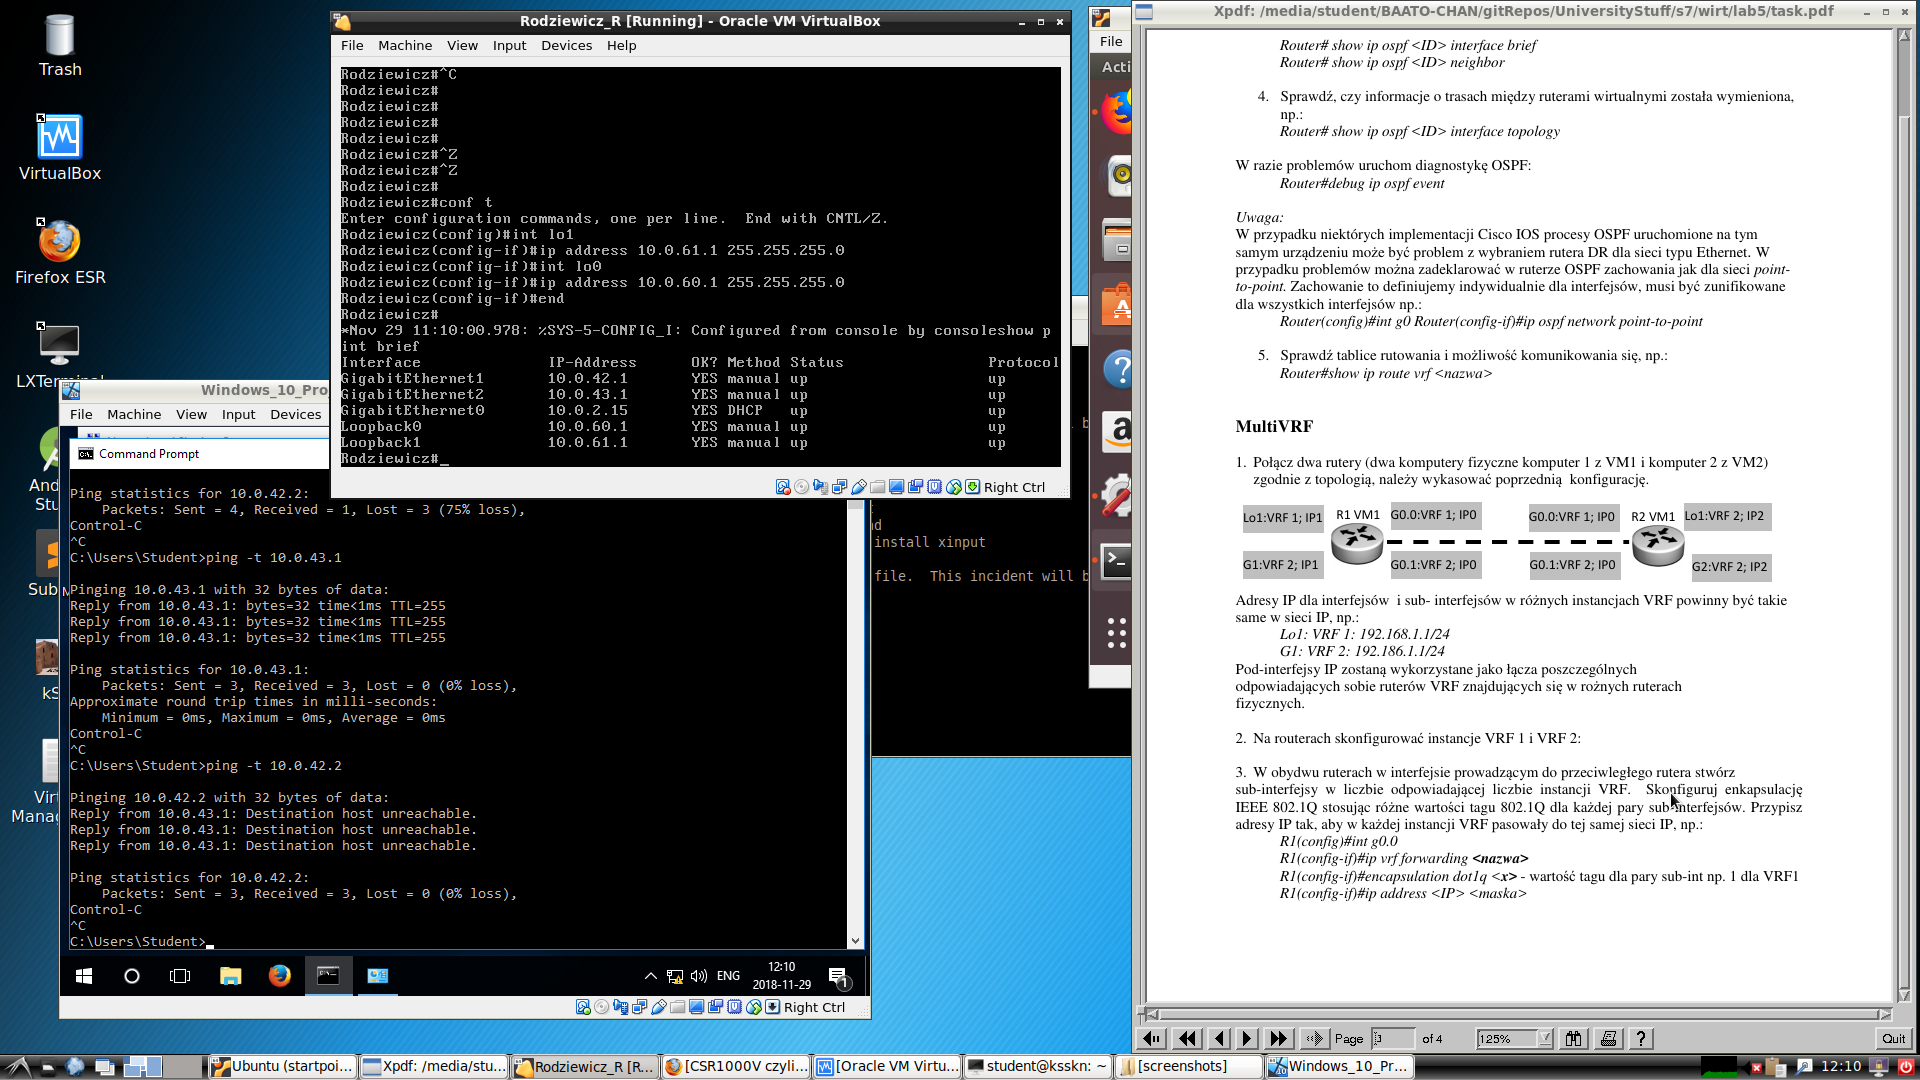 Trash
VirtualBox
Firefox ESR
LXTerminal
Rodziewicz_R [Running] - Oracle VM VirtualBox
File Machine View Input Devices Help
Rodziewicz#^C
Rodziewicz#
Rodziewicz#
Rodziewicz#
Rodziewicz#
Rodziewicz#^Z
Rodziewicz#^Z
Rodziewicz#
Rodziewicz#conf t
Enter configuration commands, one per line. End with CNTL/Z.
Rodziewicz(config)#int lo1
Rodziewicz(config-if)#ip address 10.0.61.1 255.255.255.0
Rodziewicz(config-if)#int lo0
Rodziewicz(config-if)#ip address 10.0.60.1 255.255.255.0
Rodziewicz(config-if)#end
Rodziewicz#
*Nov 29 11:10:00.978: %SYS-5-CONFIG_I: Configured from console by consoleshow p
int brief
Interface IP-Address OK? Method Status Protocol
GigabitEthernet1 10.0.42.1 YES manual up up
GigabitEthernet2 10.0.43.1 YES manual up up
GigabitEthernet0 10.0.2.15 YES DHCP up up
Loopback0 10.0.60.1 YES manual up up
Loopback1 10.0.61.1 YES manual up up
Rodziewicz#_
Right Ctrl
Windows_10_Pro
File Machine View Input Devices
Command Prompt
Ping statistics for 10.0.42.2:
Packets: Sent = 4, Received = 1, Lost = 3 (75% loss),
Control-C
^C
C:\Users\Student>ping -t 10.0.43.1
Pinging 10.0.43.1 with 32 bytes of data:
Reply from 10.0.43.1: bytes=32 time<1ms TTL=255
Reply from 10.0.43.1: bytes=32 time<1ms TTL=255
Reply from 10.0.43.1: bytes=32 time<1ms TTL=255
Ping statistics for 10.0.43.1:
Packets: Sent = 3, Received = 3, Lost = 0 (0% loss),
Approximate round trip times in milli-seconds:
Minimum = 0ms, Maximum = 0ms, Average = 0ms
Control-C
^C
C:\Users\Student>ping -t 10.0.42.2
Pinging 10.0.42.2 with 32 bytes of data:
Reply from 10.0.43.1: Destination host unreachable.
Reply from 10.0.43.1: Destination host unreachable.
Reply from 10.0.43.1: Destination host unreachable.
Ping statistics for 10.0.42.2:
Packets: Sent = 3, Received = 3, Lost = 0 (0% loss),
Control-C
^C
C:\Users\Student>_
ENG
12:10
2018-11-29
Right Ctrl
install xinput
file. This incident will b
File
Acti
Xpdf: /media/student/BAATO-CHAN/gitRepos/UniversityStuff/s7/wirt/lab5/task.pdf
Router# show ip ospf <ID> interface brief
Router# show ip ospf <ID> neighbor
4. Sprawdź, czy informacje o trasach między ruterami wirtualnymi została wymieniona,
np.:
Router# show ip ospf <ID> interface topology
W razie problemów uruchom diagnostykę OSPF:
Router#debug ip ospf event
Uwaga:
W przypadku niektórych implementacji Cisco IOS procesy OSPF uruchomione na tym
samym urządzeniu może być problem z wybraniem rutera DR dla sieci typu Ethernet. W
przypadku problemów można zadeklarować w ruterze OSPF zachowania jak dla sieci point-
to-point. Zachowanie to definiujemy indywidualnie dla interfejsów, musi być zunifikowane
dla wszystkich interfejsów np.:
Router(config)#int g0 Router(config-if)#ip ospf network point-to-point
5. Sprawdź tablice rutowania i możliwość komunikowania się, np.:
Router#show ip route vrf <nazwa>
MultiVRF
1. Połącz dwa rutery (dwa komputery fizyczne komputer 1 z VM1 i komputer 2 z VM2)
zgodnie z topologią, należy wykasować poprzednią konfigurację.
Lo1:VRF 1; IP1 R1 VM1 G0.0:VRF 1; IP0 G0.0:VRF 1; IP0 R2 VM1 Lo1:VRF 2; IP2
G1:VRF 2; IP1 G0.1:VRF 2; IP0 G0.1:VRF 2; IP0 G2:VRF 2; IP2
Adresy IP dla interfejsów i sub- interfejsów w różnych instancjach VRF powinny być takie
same w sieci IP, np.:
Lo1: VRF 1: 192.168.1.1/24
G1: VRF 2: 192.186.1.1/24
Pod-interfejsy IP zostaną wykorzystane jako łącza poszczególnych
odpowiadających sobie ruterów VRF znajdujących się w rożnych ruterach
fizycznych.
2. Na routerach skonfigurować instancje VRF 1 i VRF 2:
3. W obydwu ruterach w interfejsie prowadzącym do przeciwległego rutera stwórz
sub-interfejsy w liczbie odpowiadającej liczbie instancji VRF. Skonfiguruj enkapsulację
IEEE 802.1Q stosując różne wartości tagu 802.1Q dla każdej pary sub-interfejsów. Przypisz
adresy IP tak, aby w każdej instancji VRF pasowały do tej samej sieci IP, np.:
R1(config)#int g0.0
R1(config-if)#ip vrf forwarding <nazwa>
R1(config-if)#encapsulation dot1q <x> - wartość tagu dla pary sub-int np. 1 dla VRF1
R1(config-if)#ip address <IP> <maska>
Page 3 of 4 125% ? Quit
Ubuntu (startpoi... Xpdf: /media/stu... Rodziewicz_R [R... [CSR1000V czyli... [Oracle VM Virtu... student@ksskn: ~ [screenshots] Windows_10_Pr... 12:10